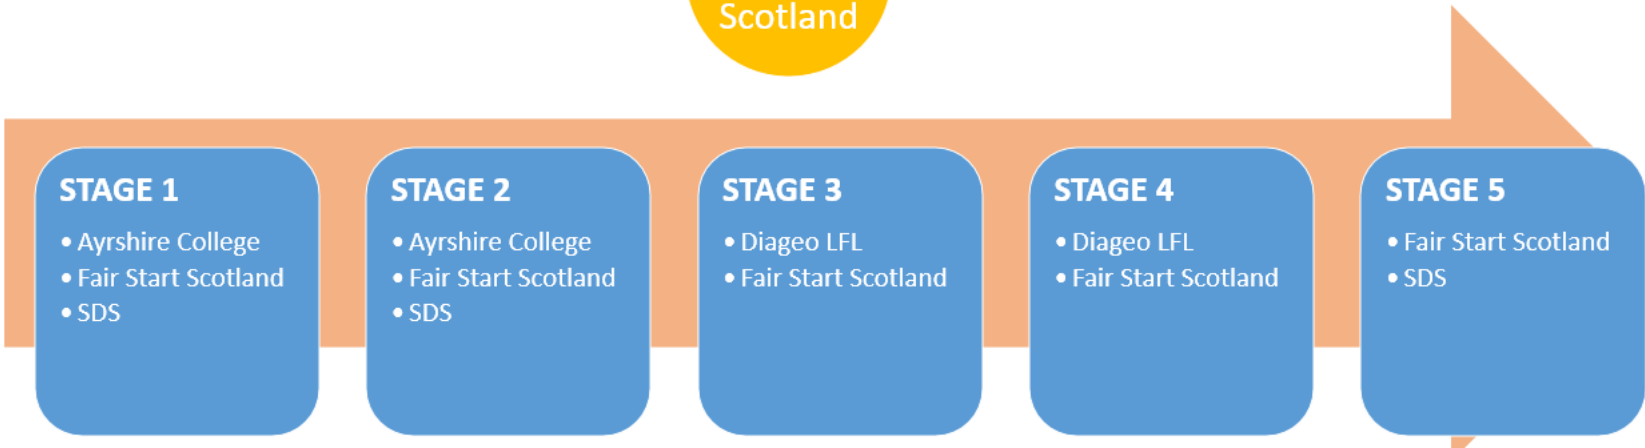 Scotland
STAGE 1
• Ayrshire College
• Fair Start Scotland
• SDS
STAGE 2
• Ayrshire College
• Fair Start Scotland
• SDS
STAGE 3
• Diageo LFL
• Fair Start Scotland
STAGE 4
• Diageo LFL
• Fair Start Scotland
STAGE 5
• Fair Start Scotland
• SDS